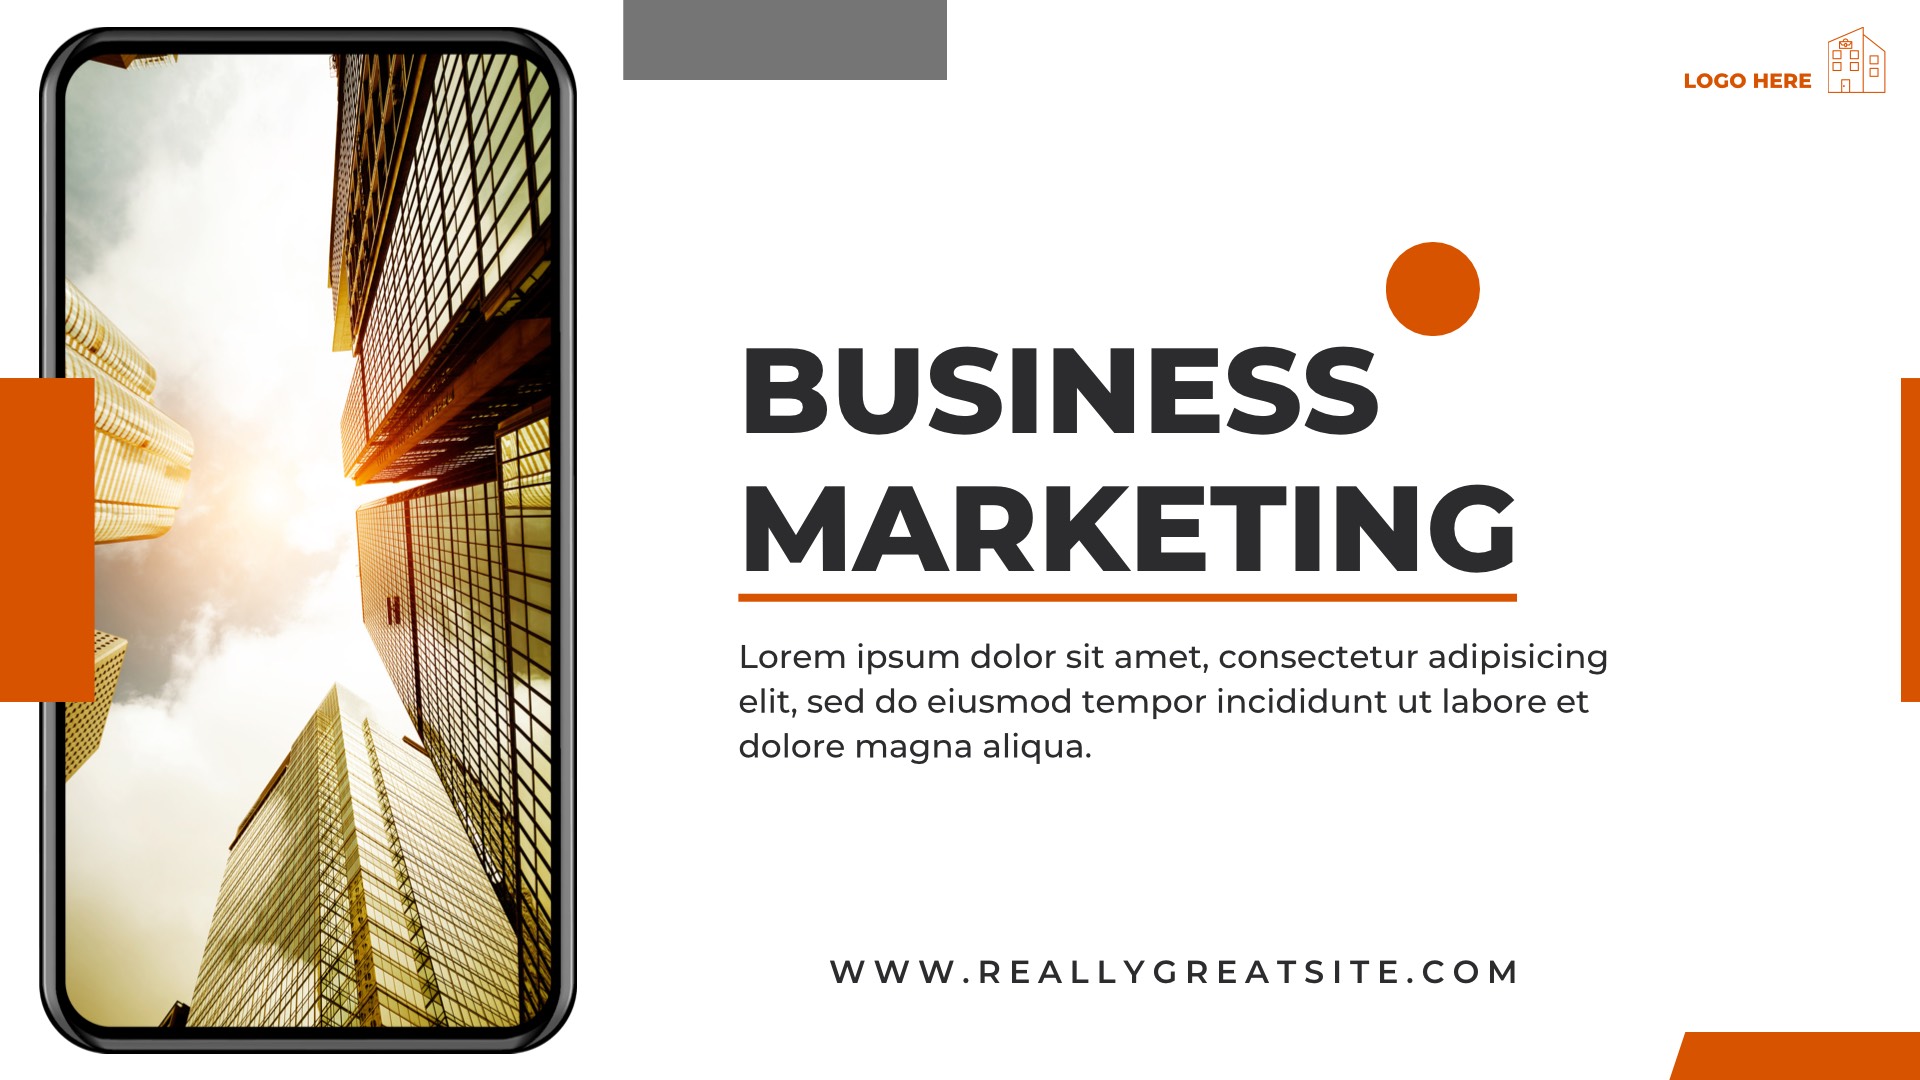 LOGO HERE
BUSINESS
MARKETING
Lorem ipsum dolor sit amet, consectetur adipisicing
elit, sed do eiusmod tempor incididunt ut labore et
dolore magna aliqua.
WWW.REALLYGREATSITE.COM